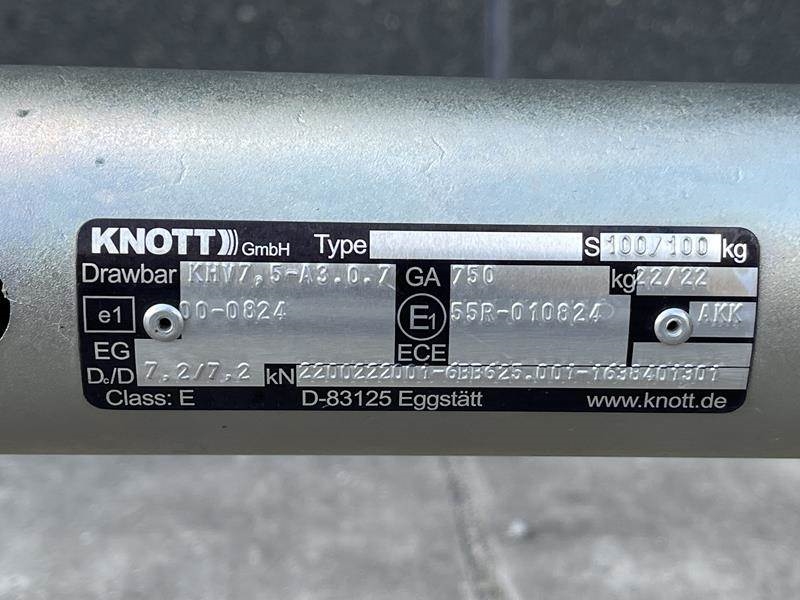 KNOTT GmbH Type S 100/100 kg
Drawbar KHV7,5-A3.0.7 GA 750 kg 22/22
e1 00-0824 E1 55R-010824 AKK
EG ECE
Dc/D 7,2/7,2 kN 22D0222001-6BB625.001-1638401901
Class: E D-83125 Eggstätt www.knott.de